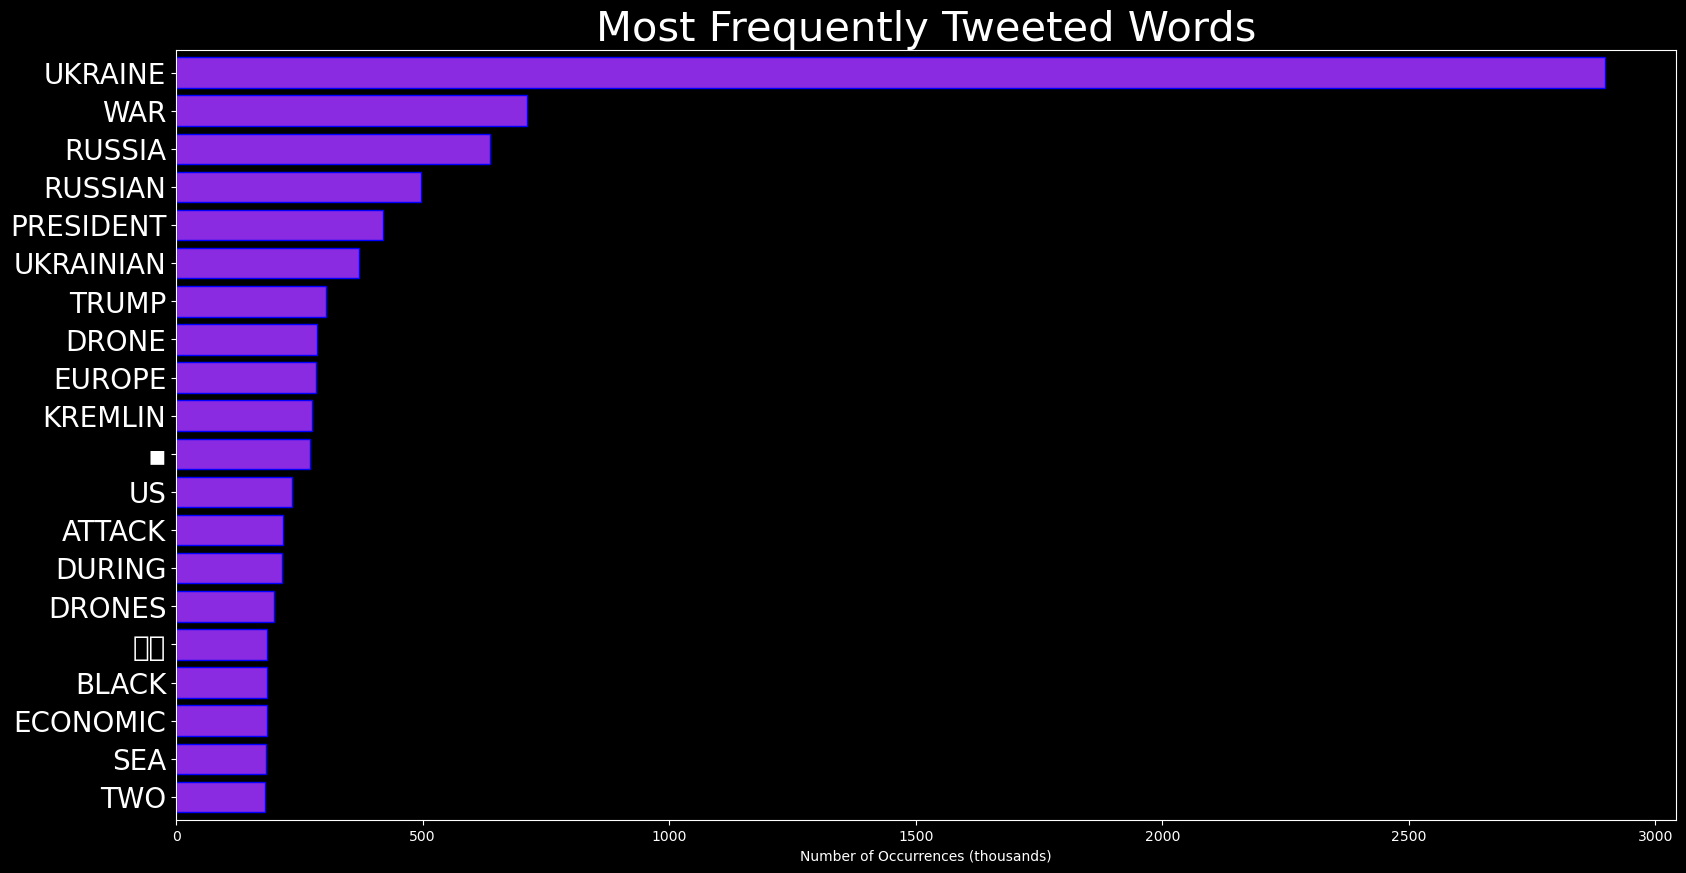 Most Frequently Tweeted Words
UKRAINE
WAR
RUSSIA
RUSSIAN
PRESIDENT
UKRAINIAN
TRUMP
DRONE
EUROPE
KREMLIN
■
US
ATTACK
DURING
DRONES
BLACK
ECONOMIC
SEA
TWO
0 500 1000 1500 2000 2500 3000
Number of Occurrences (thousands)